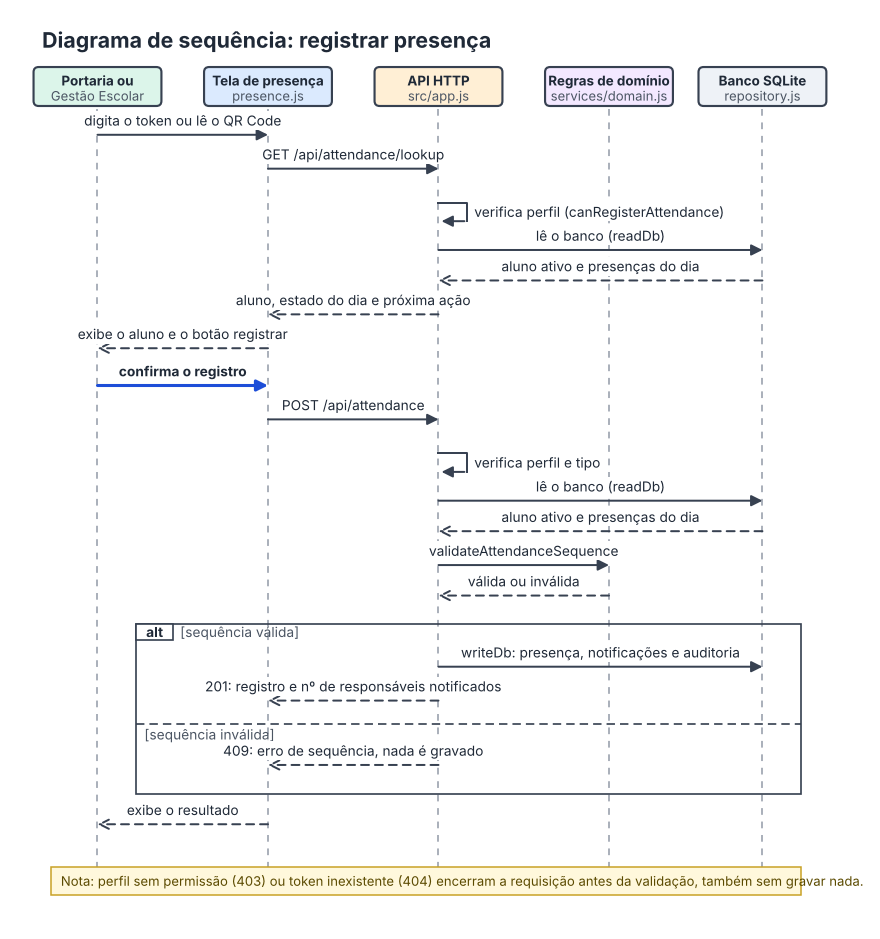 Diagrama de sequência: registrar presença
Portaria ou
Gestão Escolar
Tela de presença
presence.js
API HTTP
src/app.js
Regras de domínio
services/domain.js
Banco SQLite
repository.js
digita o token ou lê o QR Code
GET /api/attendance/lookup
verifica perfil (canRegisterAttendance)
lê o banco (readDb)
aluno ativo e presenças do dia
aluno, estado do dia e próxima ação
exibe o aluno e o botão registrar
confirma o registro
POST /api/attendance
verifica perfil e tipo
lê o banco (readDb)
aluno ativo e presenças do dia
validateAttendanceSequence
válida ou inválida
alt [sequência válida]
writeDb: presença, notificações e auditoria
201: registro e nº de responsáveis notificados
[sequência inválida]
409: erro de sequência, nada é gravado
exibe o resultado
Nota: perfil sem permissão (403) ou token inexistente (404) encerram a requisição antes da validação, também sem gravar nada.